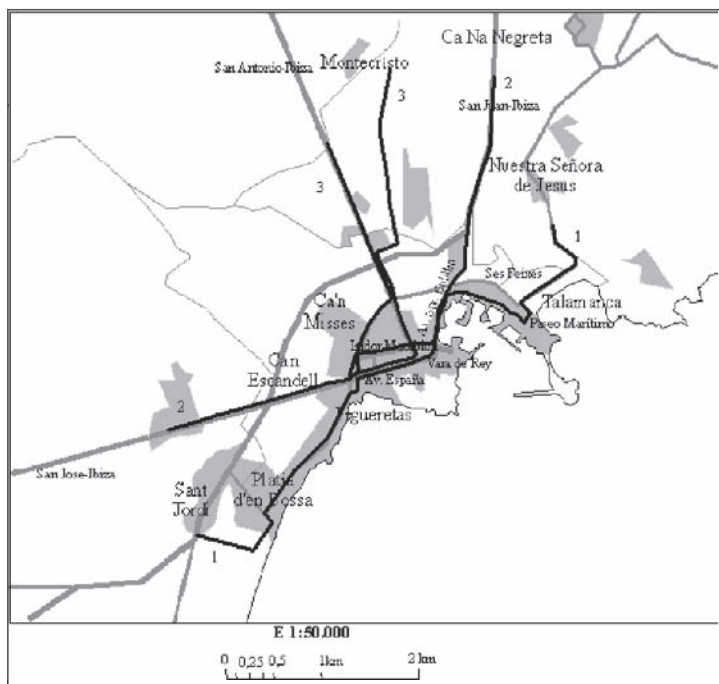 Ca Na Negreta
San Antonio-Ibiza
Montecristo
2
3
San Juan-Ibiza
Nuestra Señora
de Jesus
3
1
Ses Feixes
Talamanca
Ca'n
Misses
Paseo Marítimo
Isidor
Vara de Rey
Can
Escandell
Av. España
Figueretas
2
San Jose-Ibiza
Platja
d'en Bossa
Sant
Jordi
1
E 1:50.000
0 0,25 0,5 1km 2 km